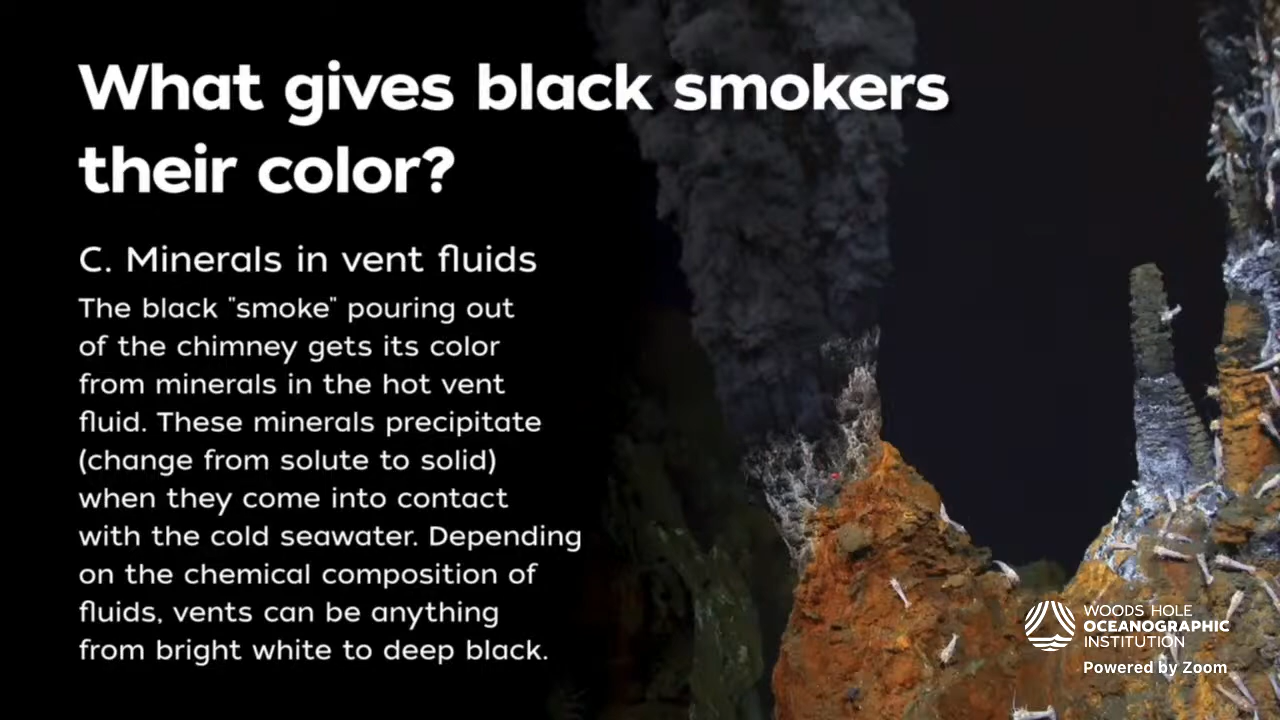 What gives black smokers
their color?
C. Minerals in vent fluids
The black "smoke" pouring out
of the chimney gets its color
from minerals in the hot vent
fluid. These minerals precipitate
(change from solute to solid)
when they come into contact
with the cold seawater. Depending
on the chemical composition of
fluids, vents can be anything
from bright white to deep black.
WOODS HOLE
OCEANOGRAPHIC
INSTITUTION
Powered by Zoom